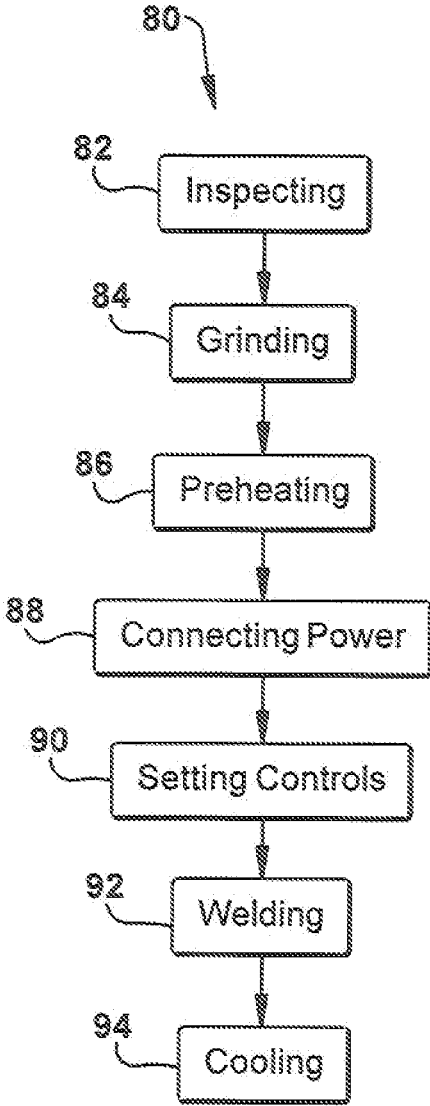 80
82
Inspecting
84
Grinding
86
Preheating
88
Connecting Power
90
Setting Controls
92
Welding
94
Cooling